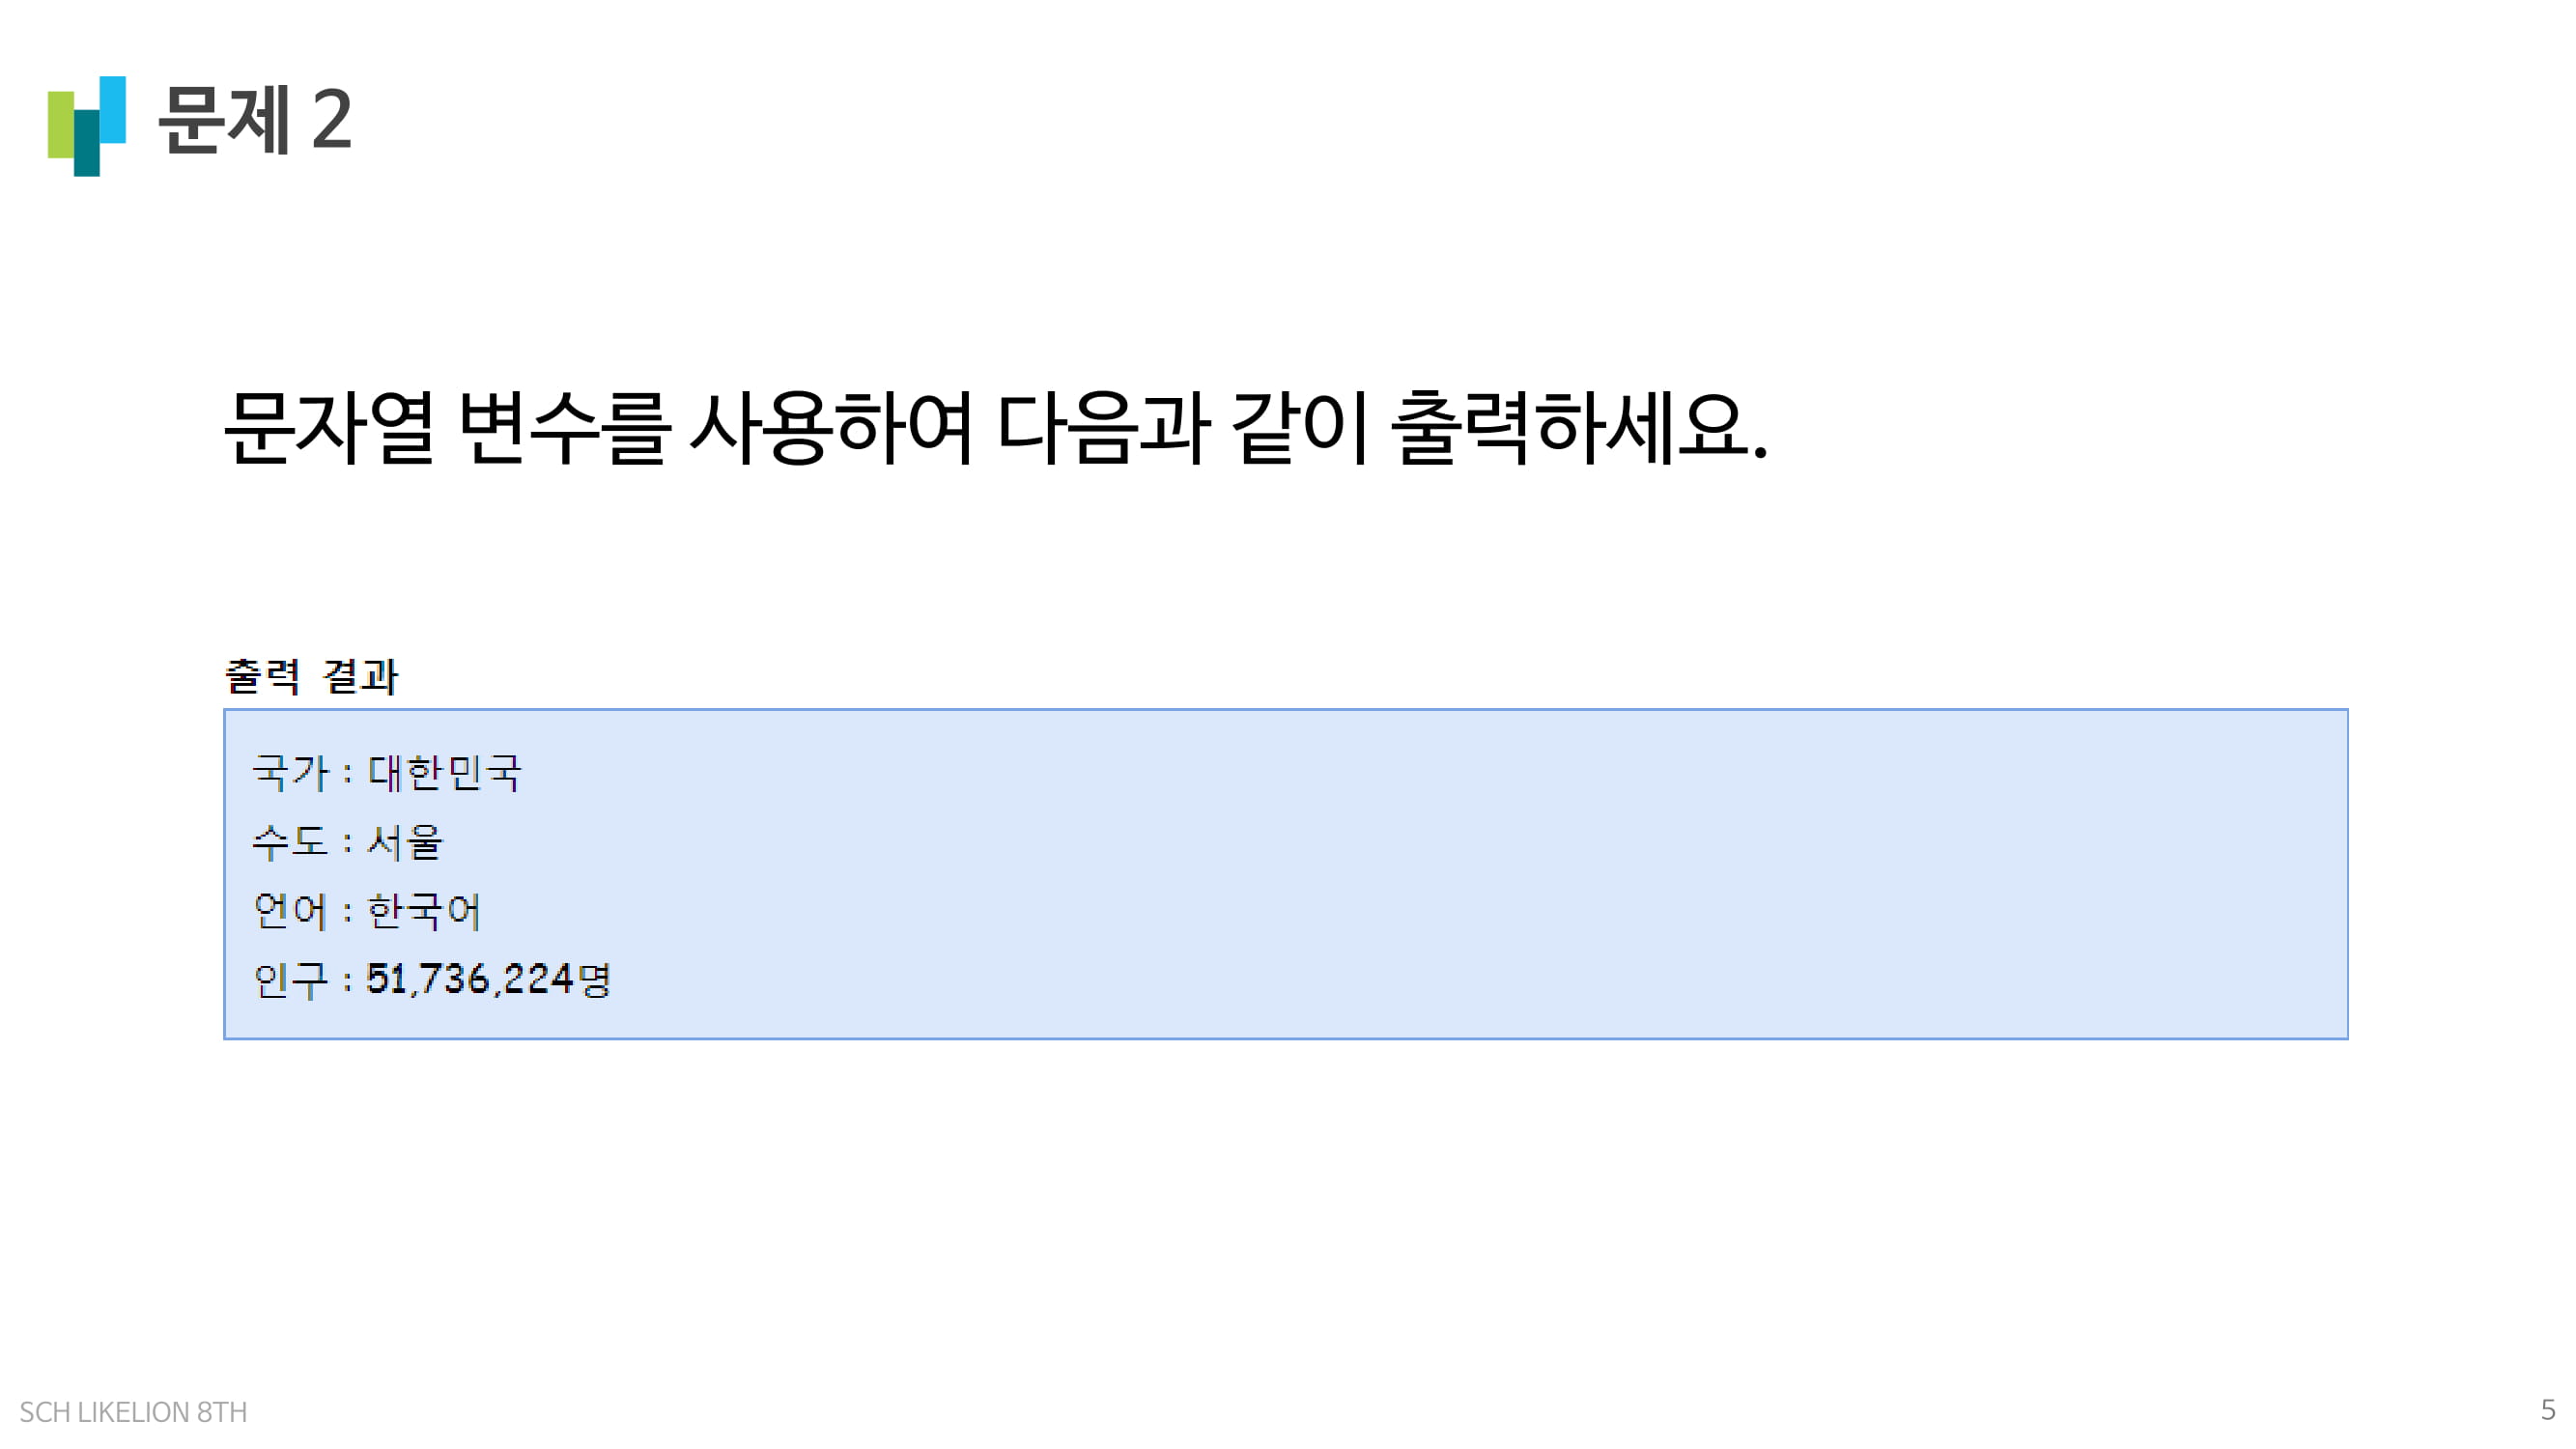 문제 2
문자열 변수를 사용하여 다음과 같이 출력하세요.
출력 결과
국가 : 대한민국
수도 : 서울
언어 : 한국어
인구 : 51,736,224명
SCH LIKELION 8TH
5